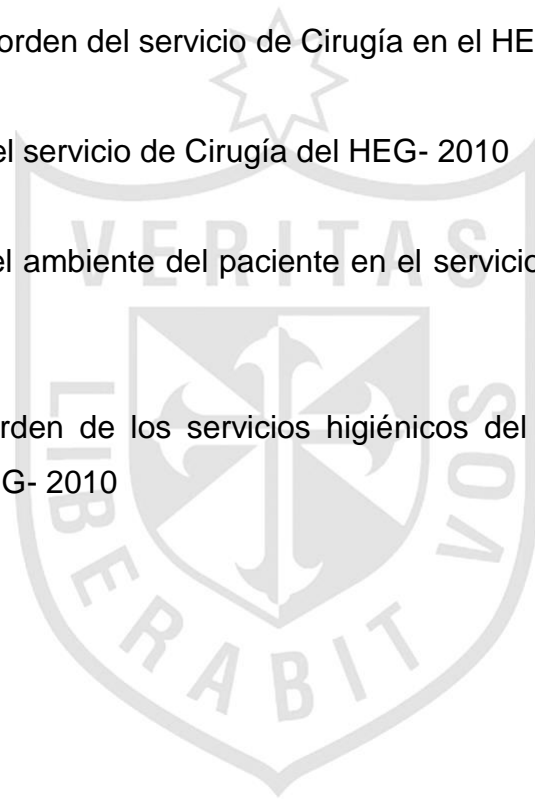 orden del servicio de Cirugía en el HE
el servicio de Cirugía del HEG- 2010
el ambiente del paciente en el servicio
rden de los servicios higiénicos del
G- 2010
VERITAS
LIBERABIT VOS